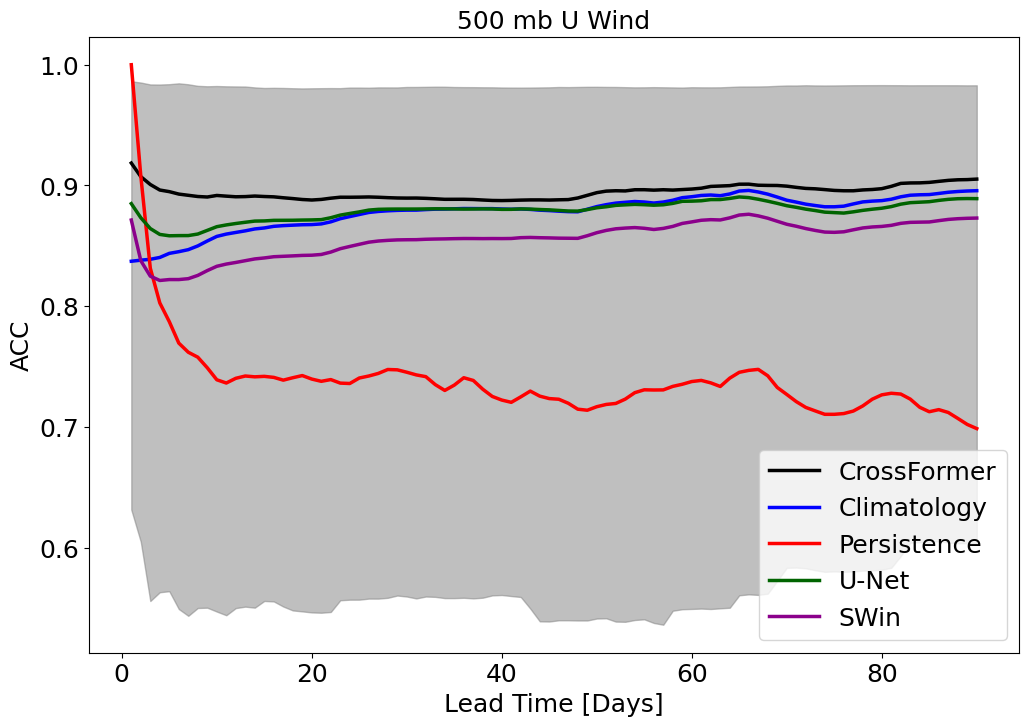 500 mb U Wind
1.0
0.9
0.8
0.7
0.6
ACC
0
20
40
60
80
Lead Time [Days]
CrossFormer
Climatology
Persistence
U-Net
SWin